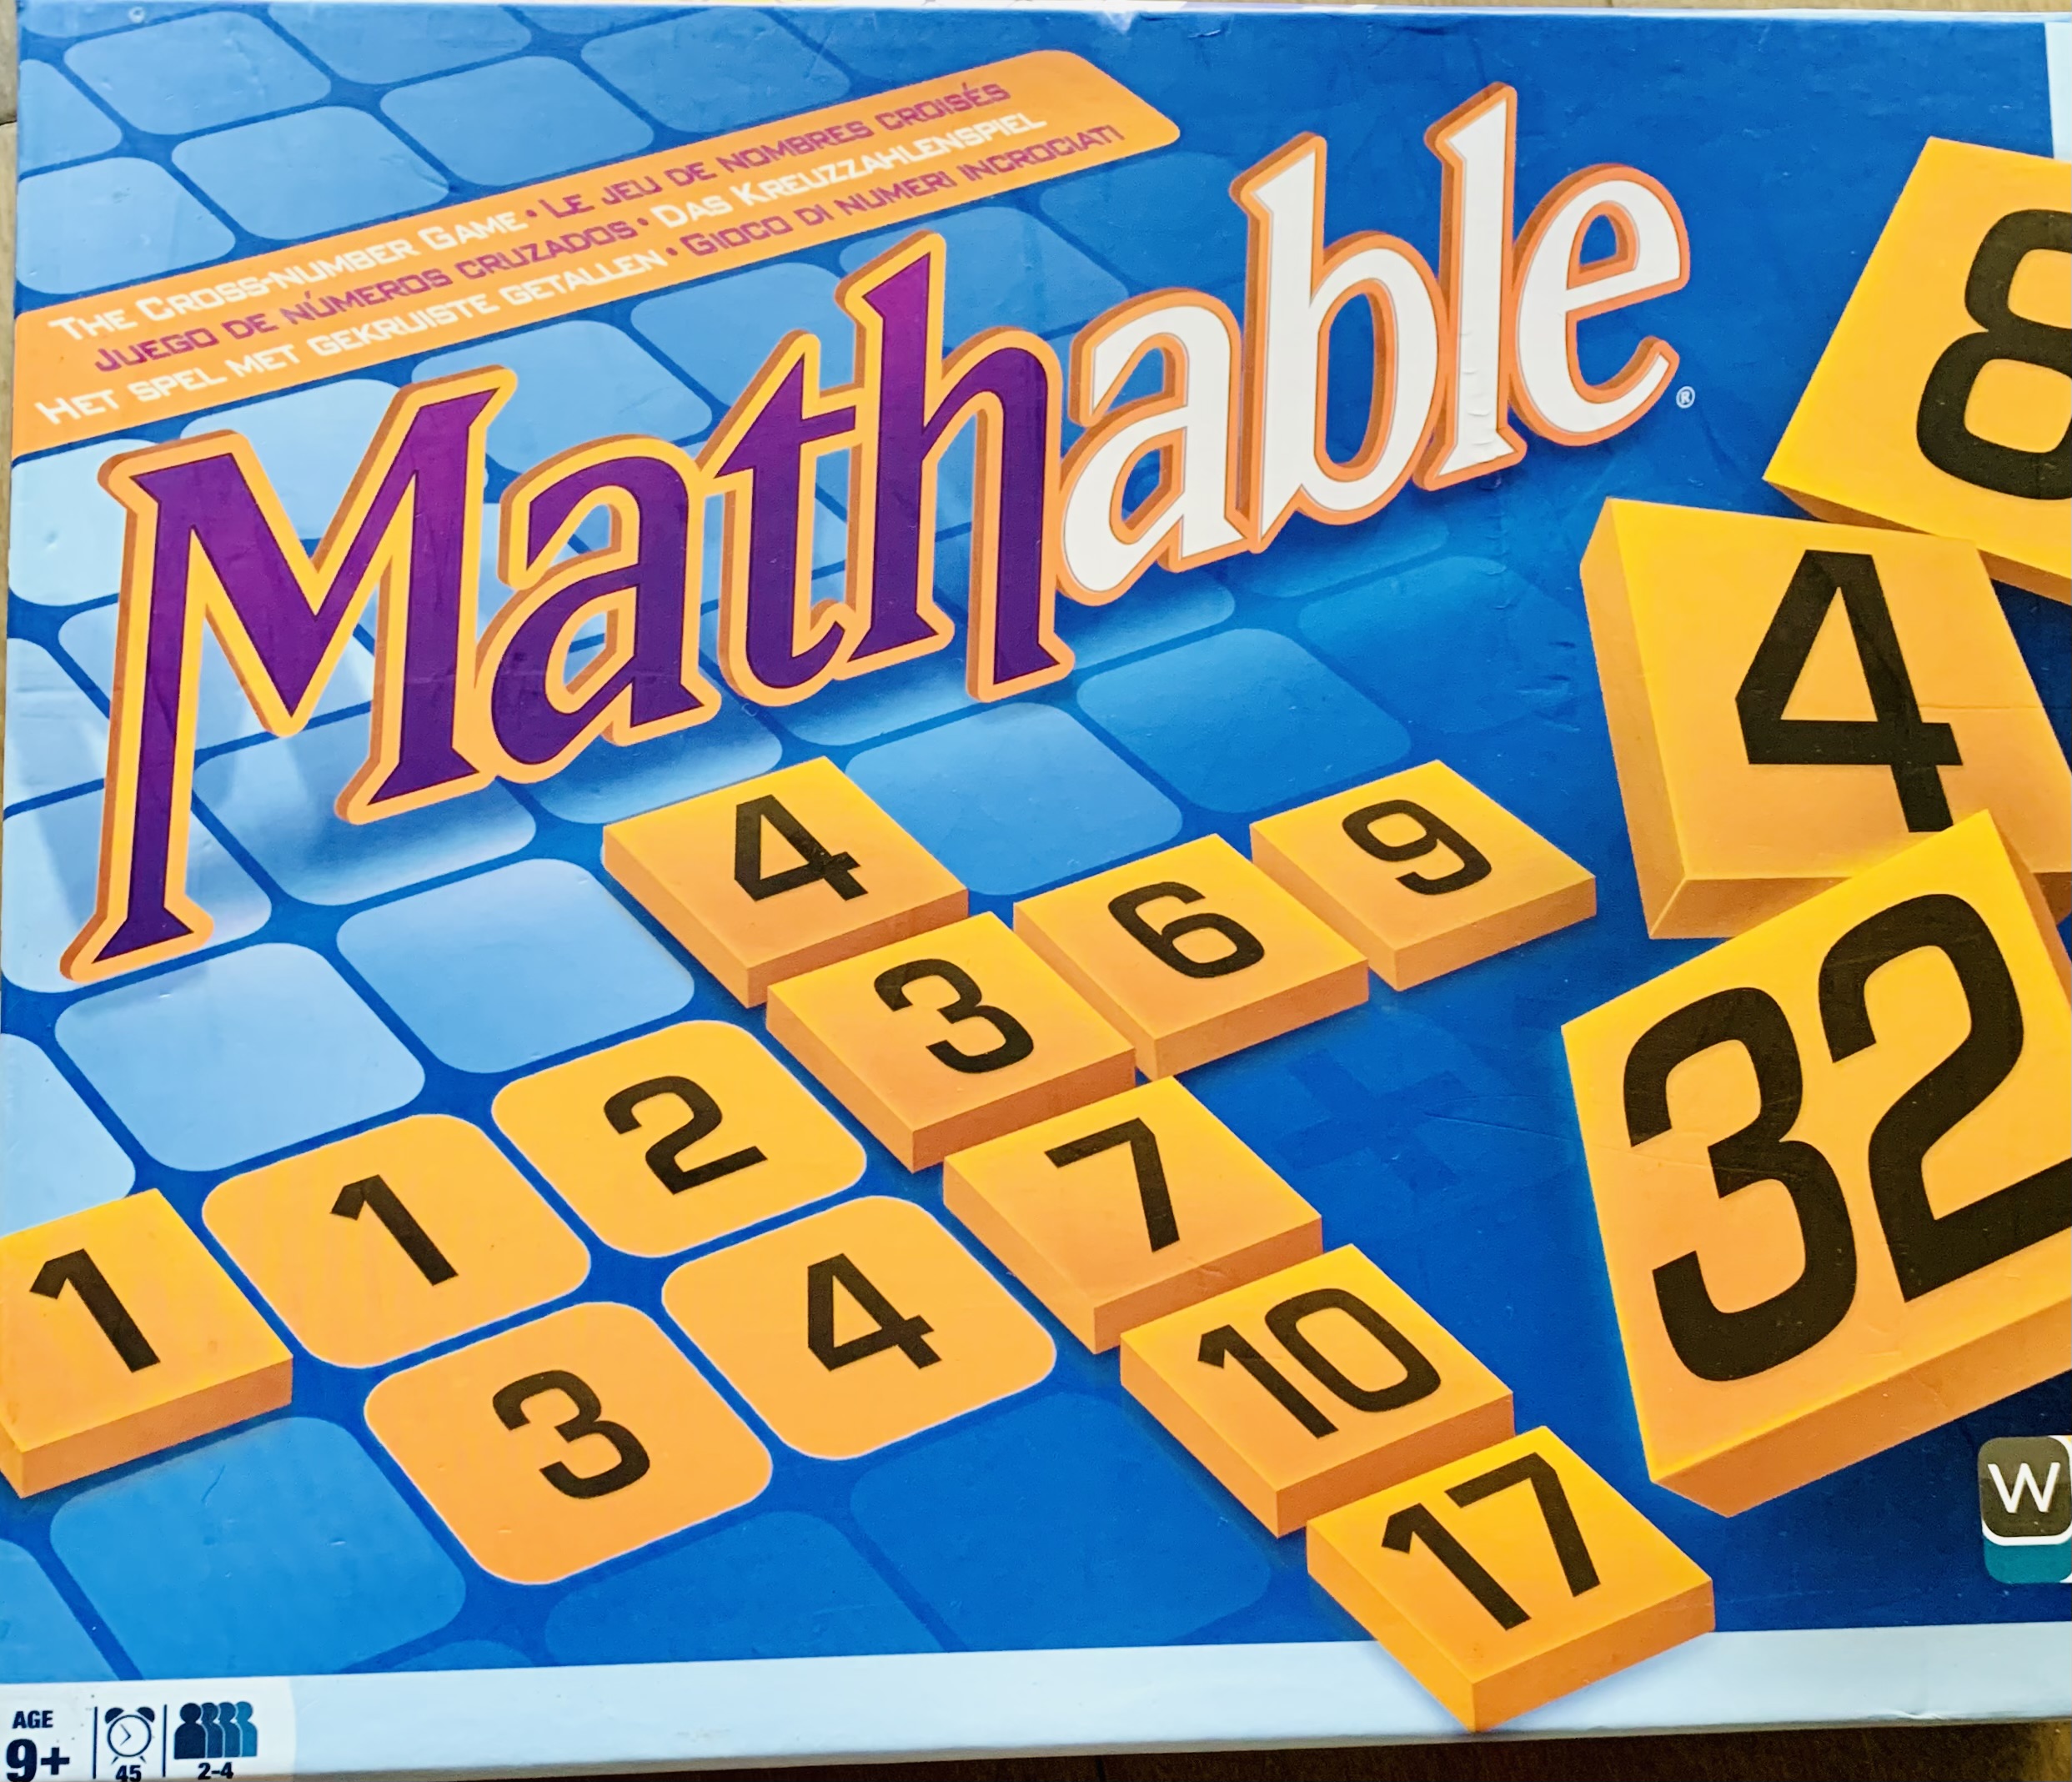 The Cross-number Game • Le jeu de nombres croisés
Juego de números cruzados • Das Kreuzzahlenspiel
Het spel met gekruiste getallen • Gioco di numeri incrociati
Mathable®
8
4
32
4
3 6 9
1 1 2 7
3 4 10
17
W
AGE
9+
45
2-4